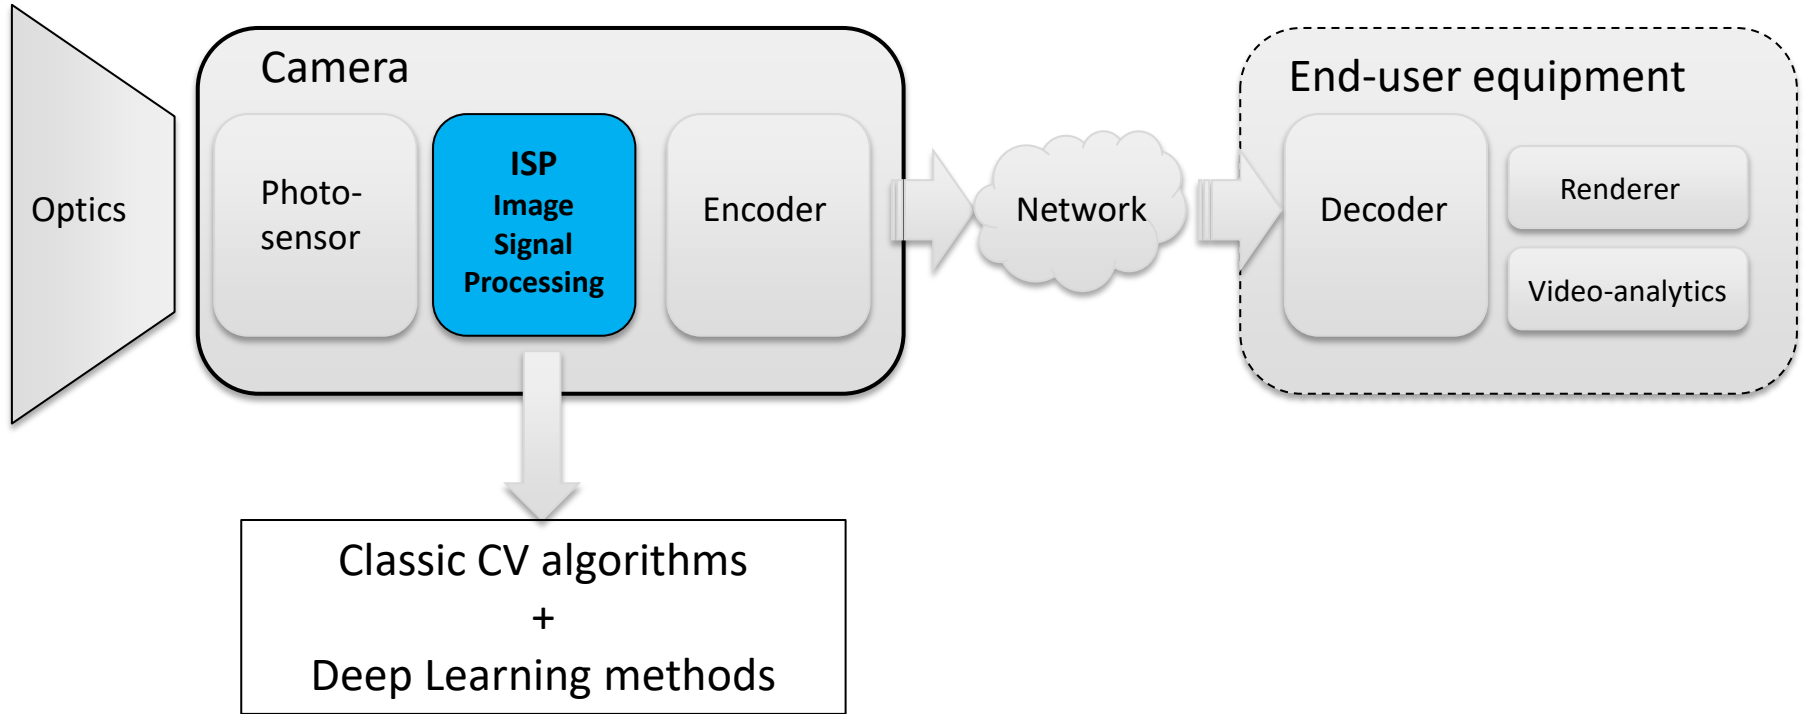 Optics
Camera
Photo-
sensor
ISP
Image
Signal
Processing
Encoder
Network
End-user equipment
Decoder
Renderer
Video-analytics
Classic CV algorithms
+
Deep Learning methods